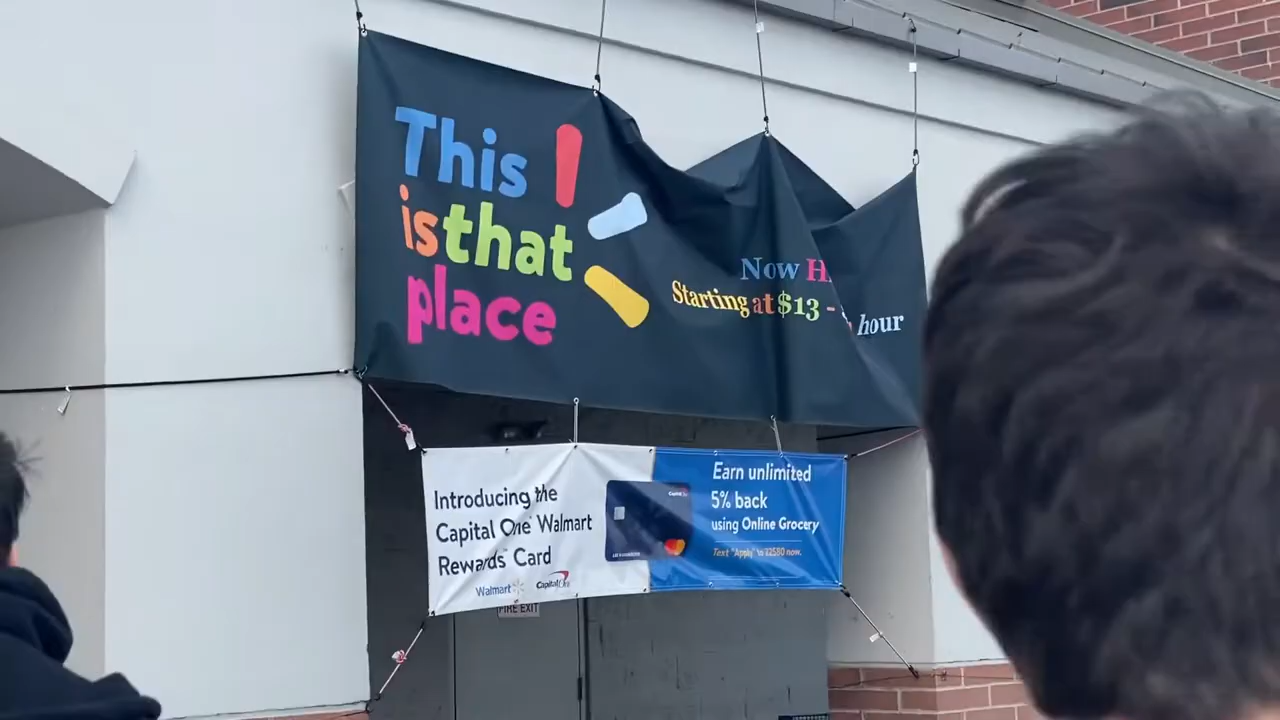 This
is that
place
Now H
Starting at $13 -
hour
Introducing the
Capital One Walmart
Rewards Card
Walmart
Capital One
Earn unlimited
5% back
using Online Grocery
Text "Apply" to 72580 now.
FIRE EXIT